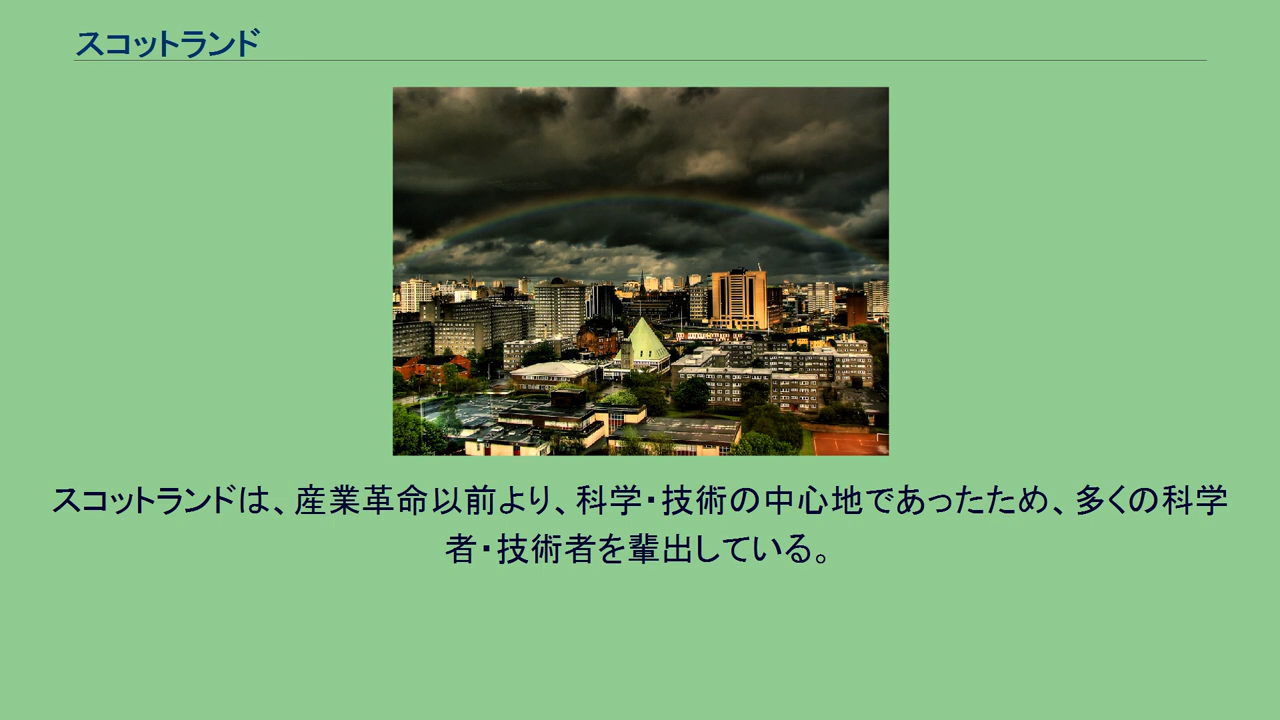 スコットランド
スコットランドは、産業革命以前より、科学・技術の中心地であったため、多くの科学
者・技術者を輩出している。